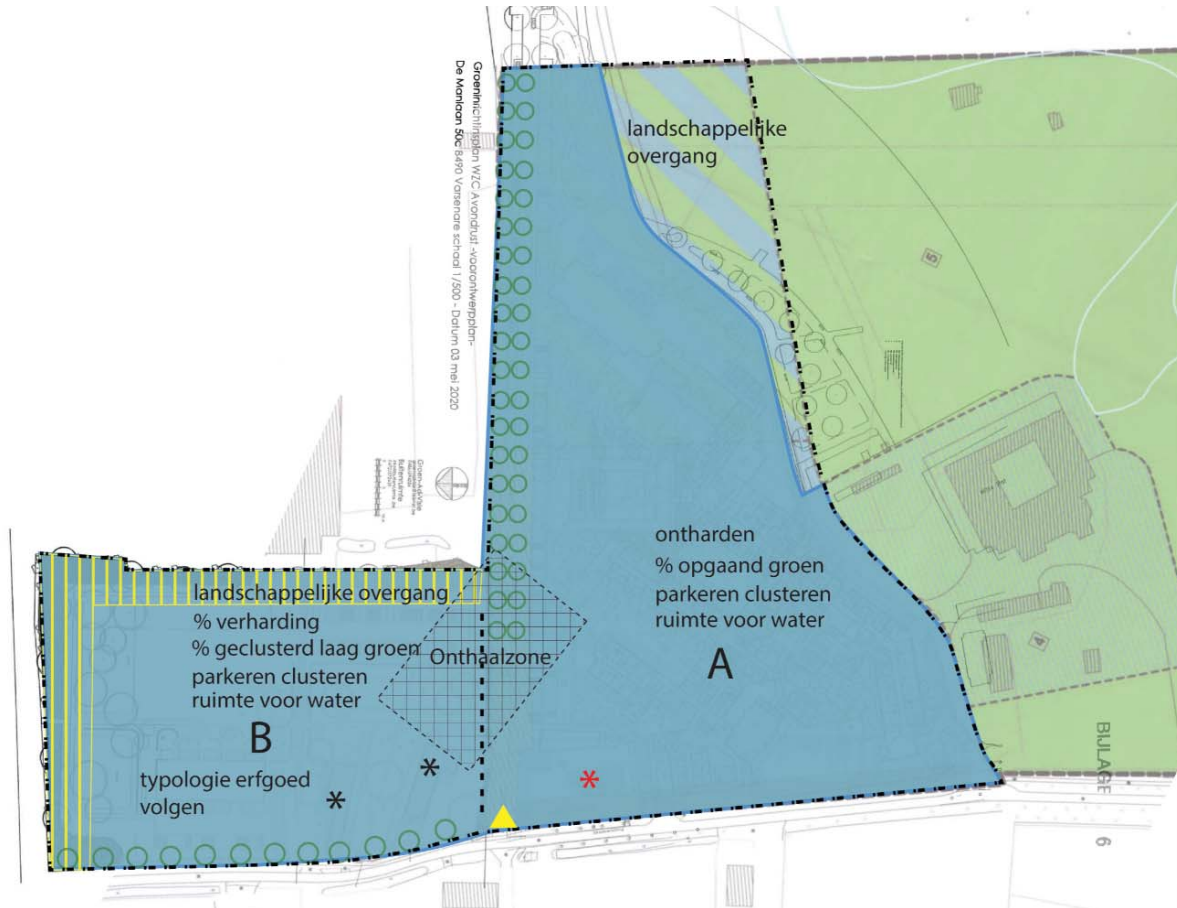 Groeninrichtingsplan WZC Avondrust -voorontwerpplan-
De Manlaan 50c 8490 Varsenare schaal 1/500 - Datum 03 mei 2020
landschappelijke
overgang
5
ontharden
% opgaand groen
parkeren clusteren
ruimte voor water
A
landschappelijke overgang
% verharding
% geclusterd laag groen
parkeren clusteren
ruimte voor water
Onthaalzone
B
typologie erfgoed
volgen
4
BIJLAGE 6